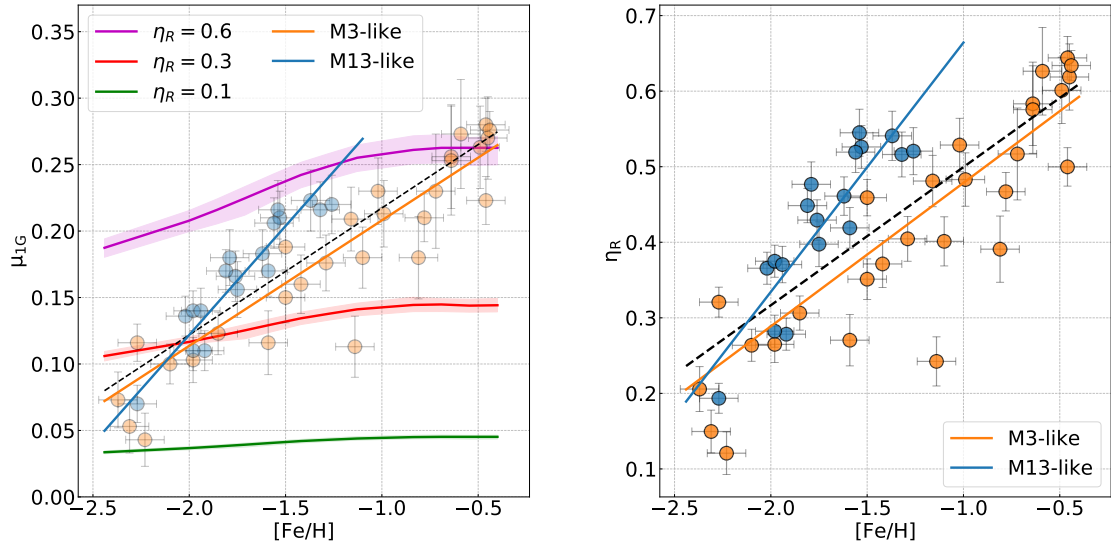 0.35
0.30
0.25
0.20
0.15
0.10
0.05
0.00
μ1G
η_R = 0.6
η_R = 0.3
η_R = 0.1
M3-like
M13-like
−2.5
−2.0
−1.5
−1.0
−0.5
[Fe/H]
0.7
0.6
0.5
0.4
0.3
0.2
0.1
ηR
M3-like
M13-like
−2.5
−2.0
−1.5
−1.0
−0.5
[Fe/H]